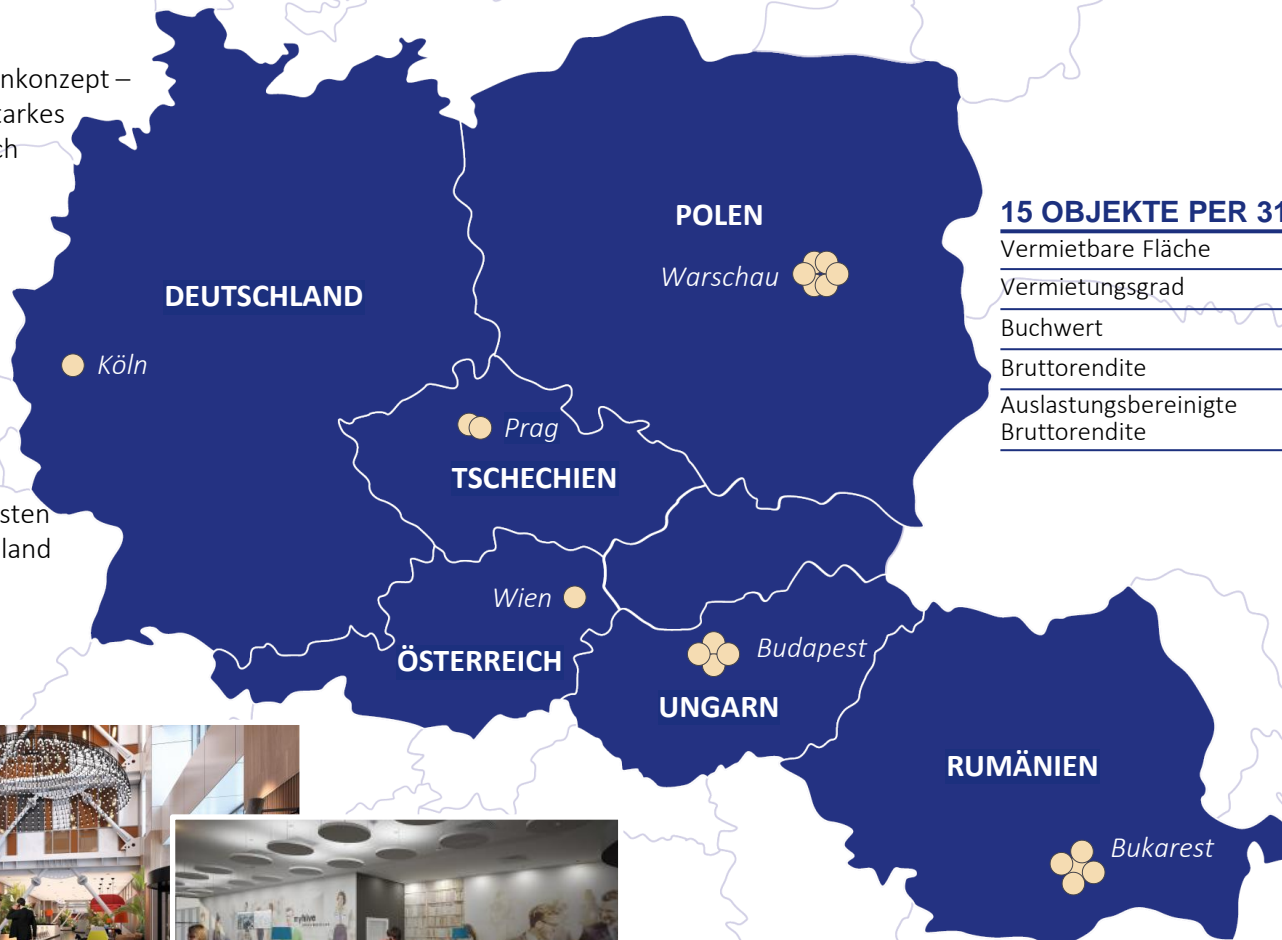 nkonzept –
tarkes
ch
sten
land
DEUTSCHLAND
Köln
POLEN
Warschau
Prag
TSCHECHIEN
Wien
ÖSTERREICH
Budapest
UNGARN
RUMÄNIEN
Bukarest
15 OBJEKTE PER 31
Vermietbare Fläche
Vermietungsgrad
Buchwert
Bruttorendite
Auslastungsbereinigte
Bruttorendite
myhive